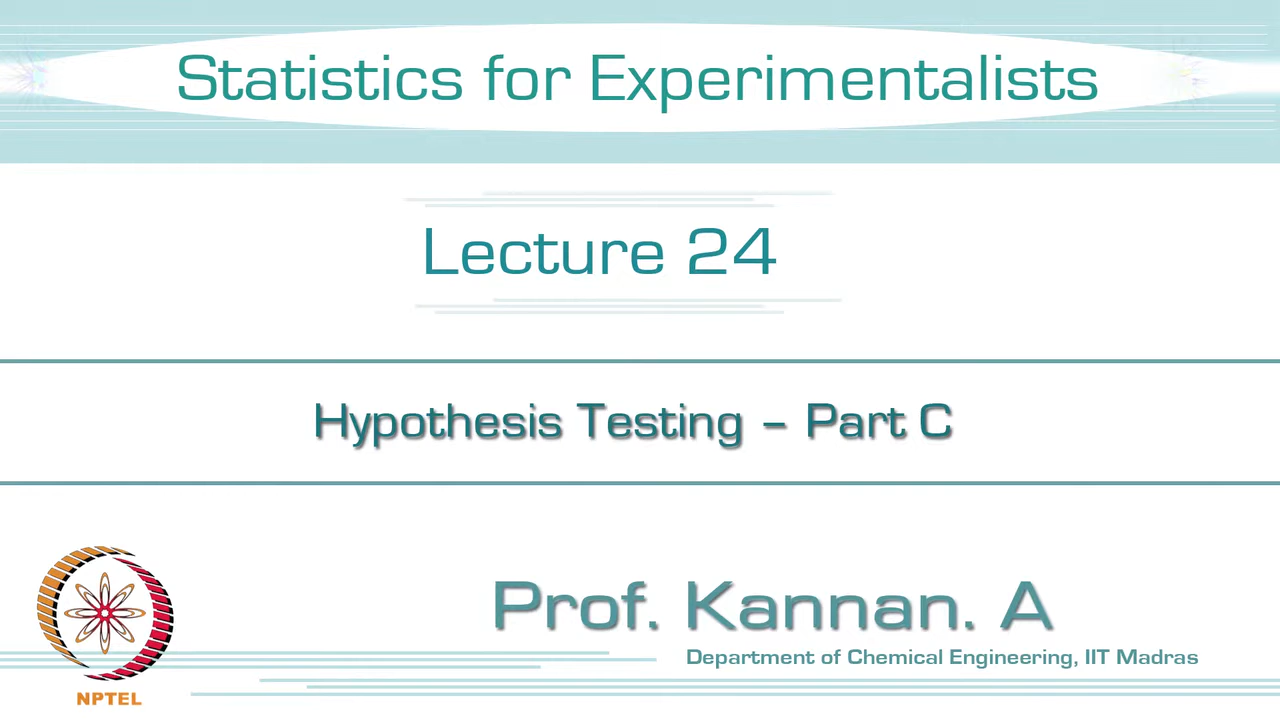 Statistics for Experimentalists
Lecture 24
Hypothesis Testing – Part C
Prof. Kannan. A
Department of Chemical Engineering, IIT Madras
NPTEL